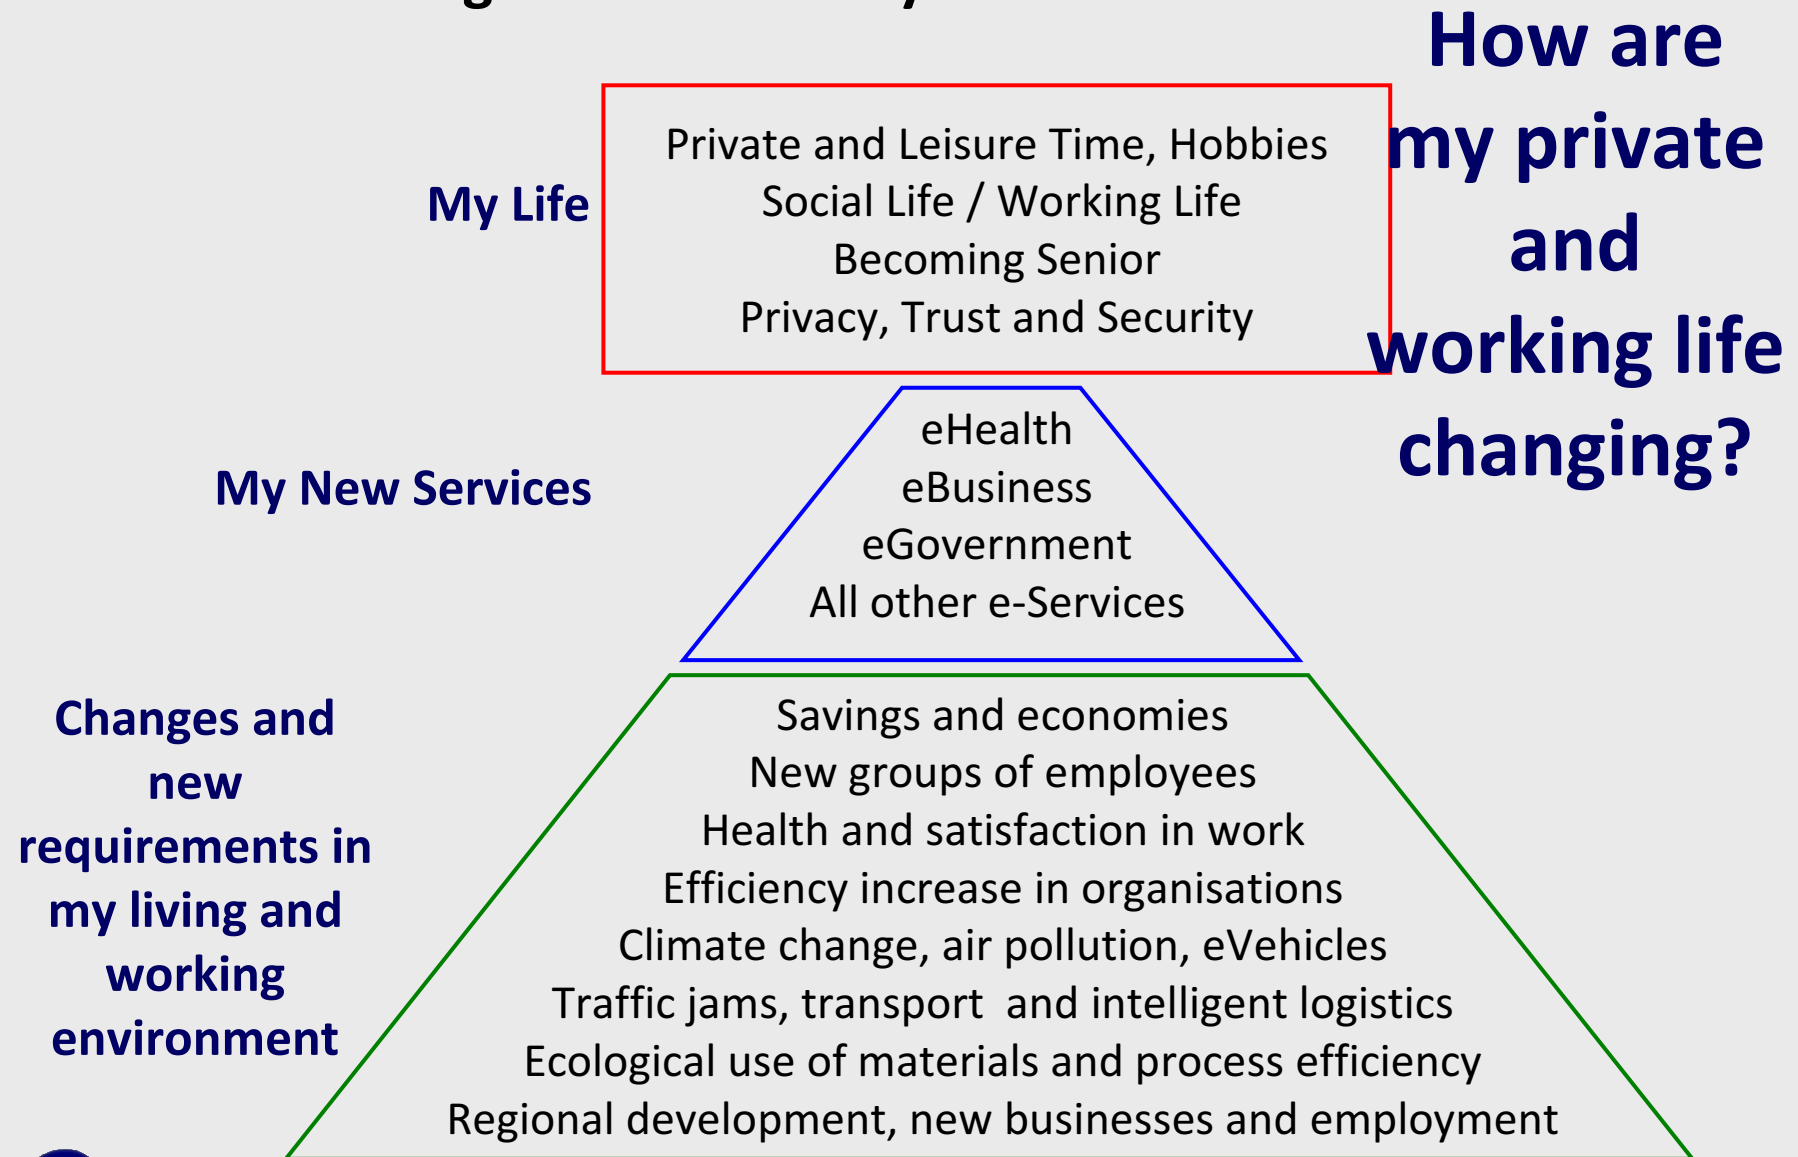 How are
my private
and
working life
changing?
My Life
Private and Leisure Time, Hobbies
Social Life / Working Life
Becoming Senior
Privacy, Trust and Security
My New Services
eHealth
eBusiness
eGovernment
All other e-Services
Changes and
new
requirements in
my living and
working
environment
Savings and economies
New groups of employees
Health and satisfaction in work
Efficiency increase in organisations
Climate change, air pollution, eVehicles
Traffic jams, transport  and intelligent logistics
Ecological use of materials and process efficiency
Regional development, new businesses and employment